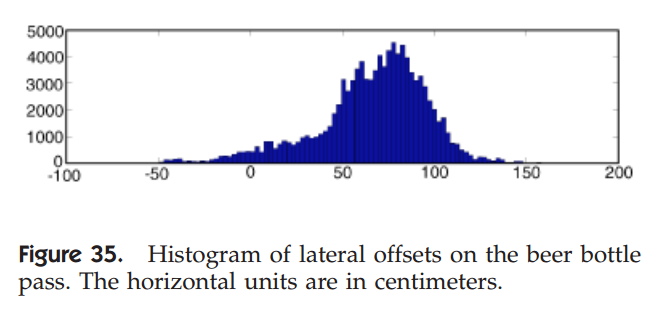 5000
4000
3000
2000
1000
0
-100 -50 0 50 100 150 200
Figure 35. Histogram of lateral offsets on the beer bottle
pass. The horizontal units are in centimeters.